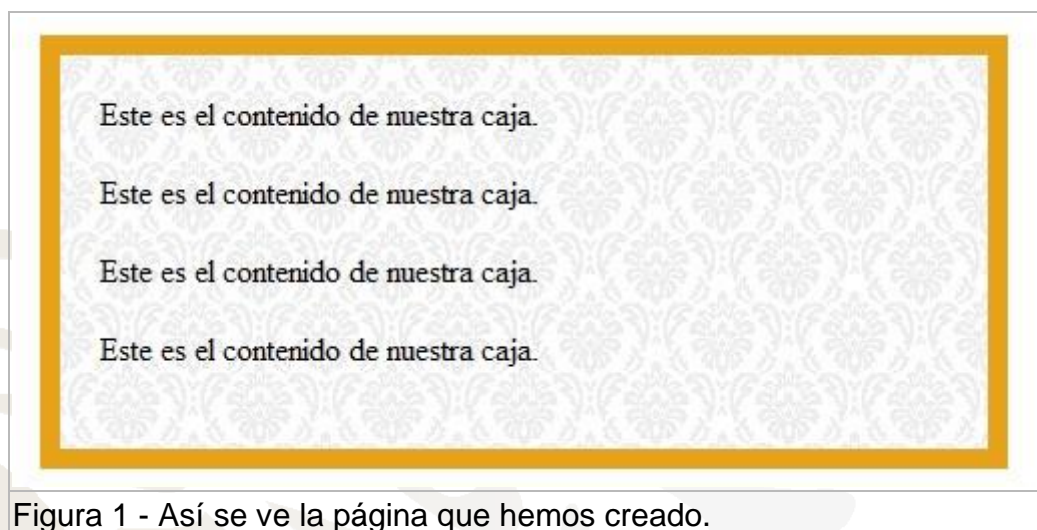 Este es el contenido de nuestra caja.
Este es el contenido de nuestra caja.
Este es el contenido de nuestra caja.
Este es el contenido de nuestra caja.
Figura 1 - Así se ve la página que hemos creado.